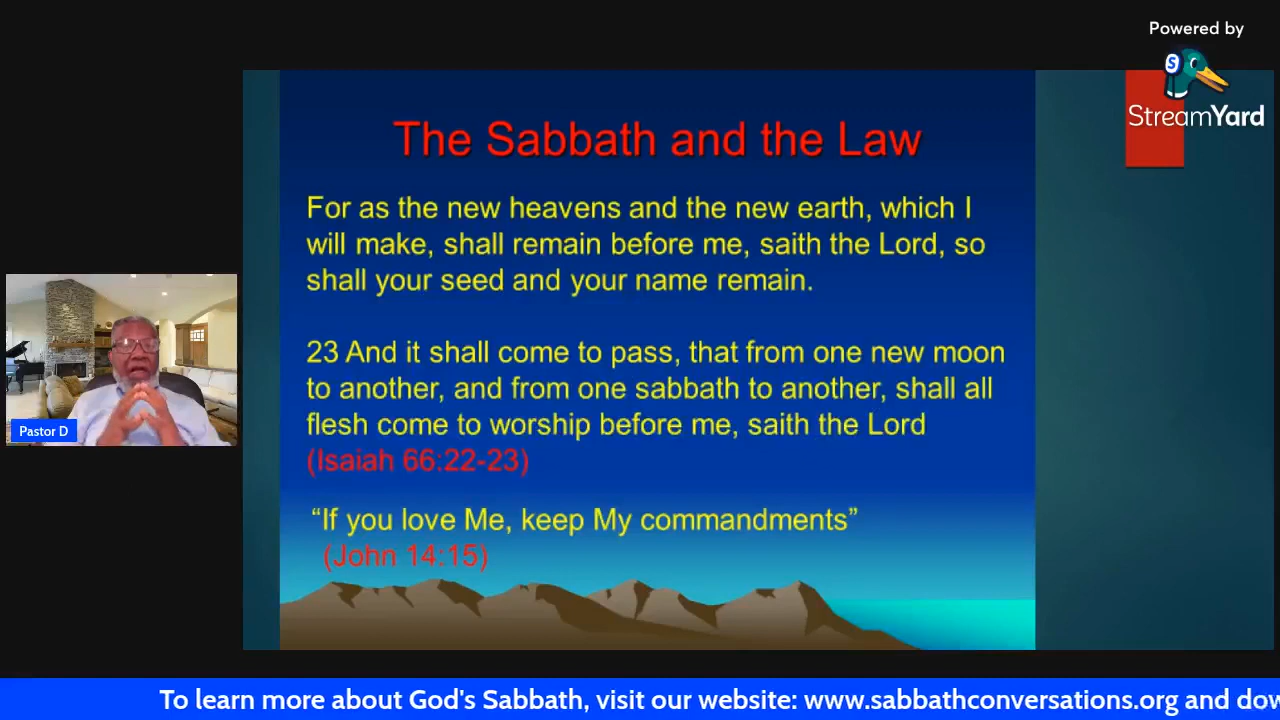 Powered by
S
StreamYard
The Sabbath and the Law
For as the new heavens and the new earth, which I
will make, shall remain before me, saith the Lord, so
shall your seed and your name remain.
23 And it shall come to pass, that from one new moon
to another, and from one sabbath to another, shall all
flesh come to worship before me, saith the Lord
(Isaiah 66:22-23)
“If you love Me, keep My commandments”
(John 14:15)
Pastor D
To learn more about God's Sabbath, visit our website: www.sabbathconversations.org and dow